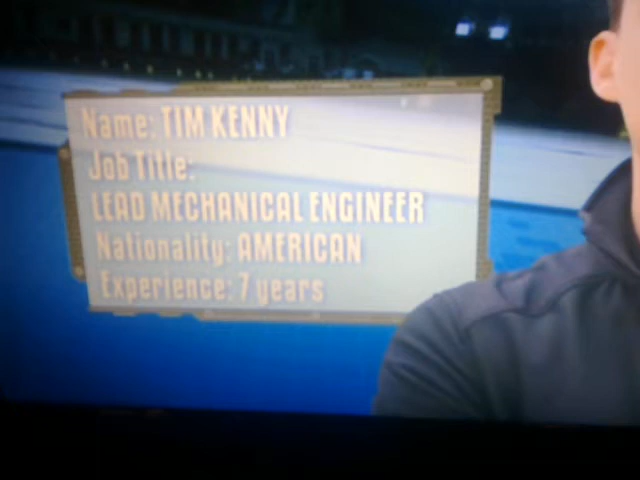 Name: TIM KENNY
Job Title:
LEAD MECHANICAL ENGINEER
Nationality: AMERICAN
Experience: 7 years